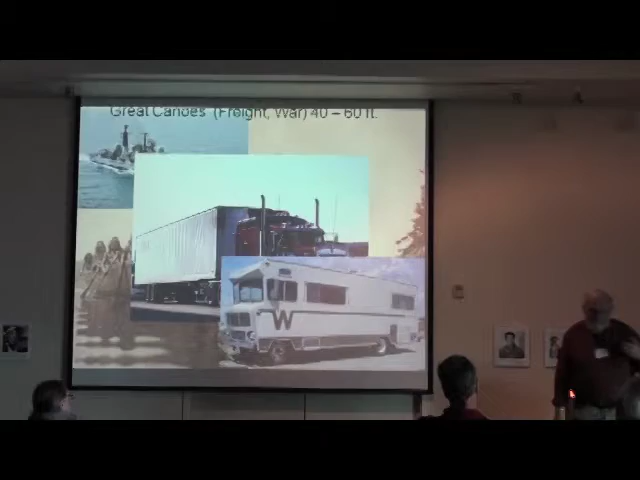 'Great Canoes' (Freight, War) 40 – 60 ft.
W